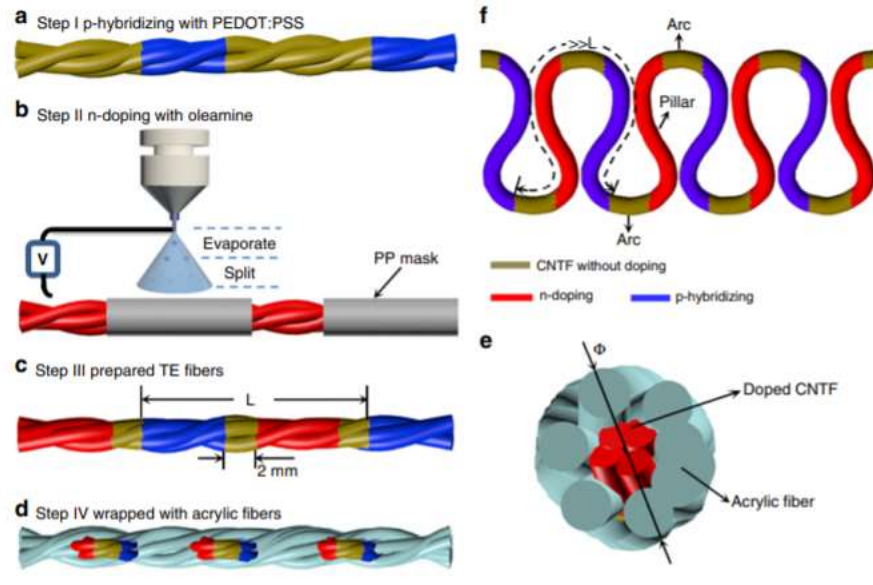 a Step I p-hybridizing with PEDOT:PSS
b Step II n-doping with oleamine
V
Evaporate
Split
PP mask
c Step III prepared TE fibers
L
2 mm
d Step IV wrapped with acrylic fibers
f
Arc
>>L
Pillar
Arc
CNTF without doping
n-doping
p-hybridizing
e
Φ
Doped CNTF
Acrylic fiber